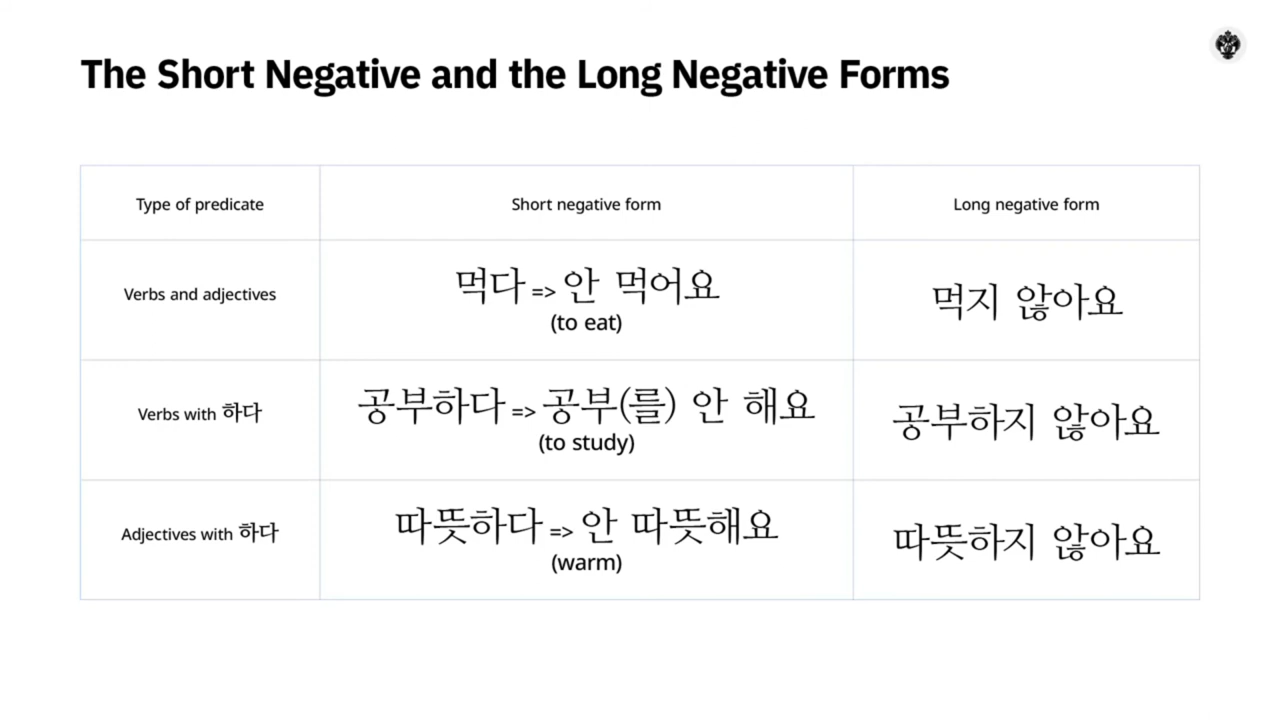 The Short Negative and the Long Negative Forms
Type of predicate
Short negative form
Long negative form
Verbs and adjectives
먹다 => 안 먹어요
(to eat)
먹지 않아요
Verbs with 하다
공부하다 => 공부(를) 안 해요
(to study)
공부하지 않아요
Adjectives with 하다
따뜻하다 => 안 따뜻해요
(warm)
따뜻하지 않아요